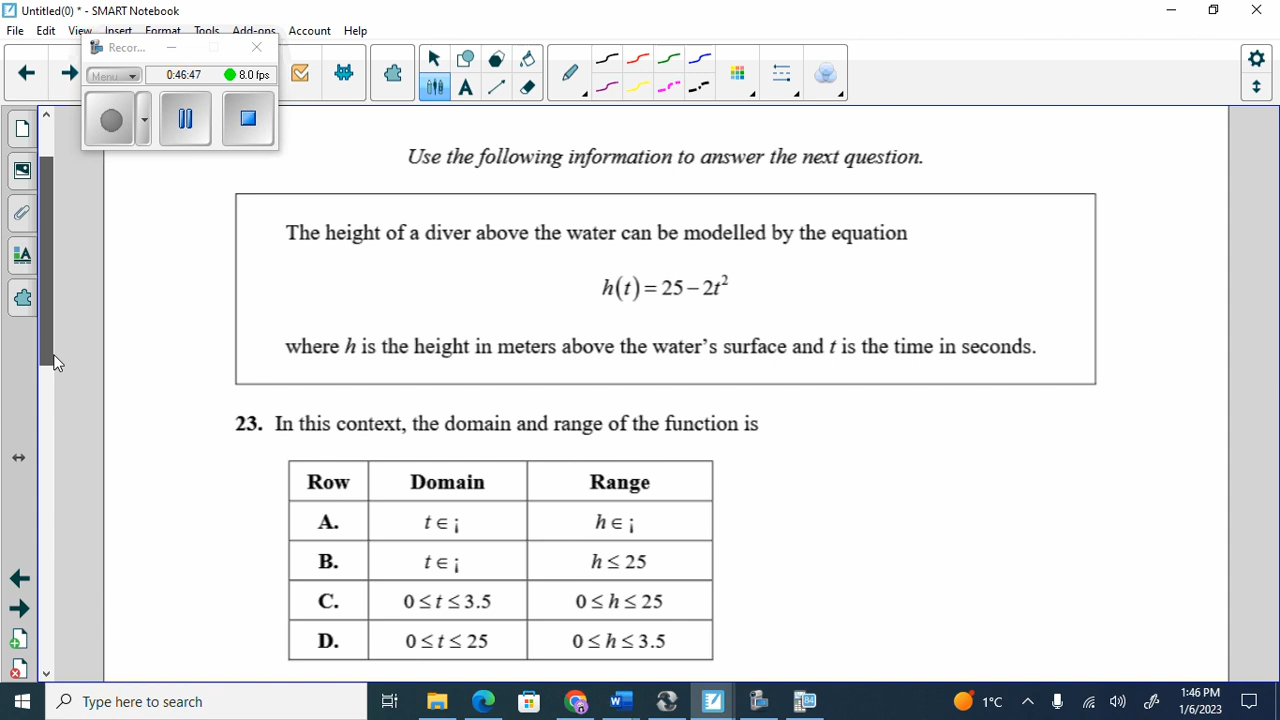 Untitled(0) * - SMART Notebook
File Edit View Insert Format Tools Add-ons Account Help
Recor...
Menu 0:46:47 8.0 fps
Use the following information to answer the next question.
The height of a diver above the water can be modelled by the equation
h(t) = 25 – 2t²
where h is the height in meters above the water's surface and t is the time in seconds.
23. In this context, the domain and range of the function is
Row Domain Range
A. t ∈ ¡ h ∈ ¡
B. t ∈ ¡ h ≤ 25
C. 0 ≤ t ≤ 3.5 0 ≤ h ≤ 25
D. 0 ≤ t ≤ 25 0 ≤ h ≤ 3.5
Type here to search
1°C
1:46 PM
1/6/2023